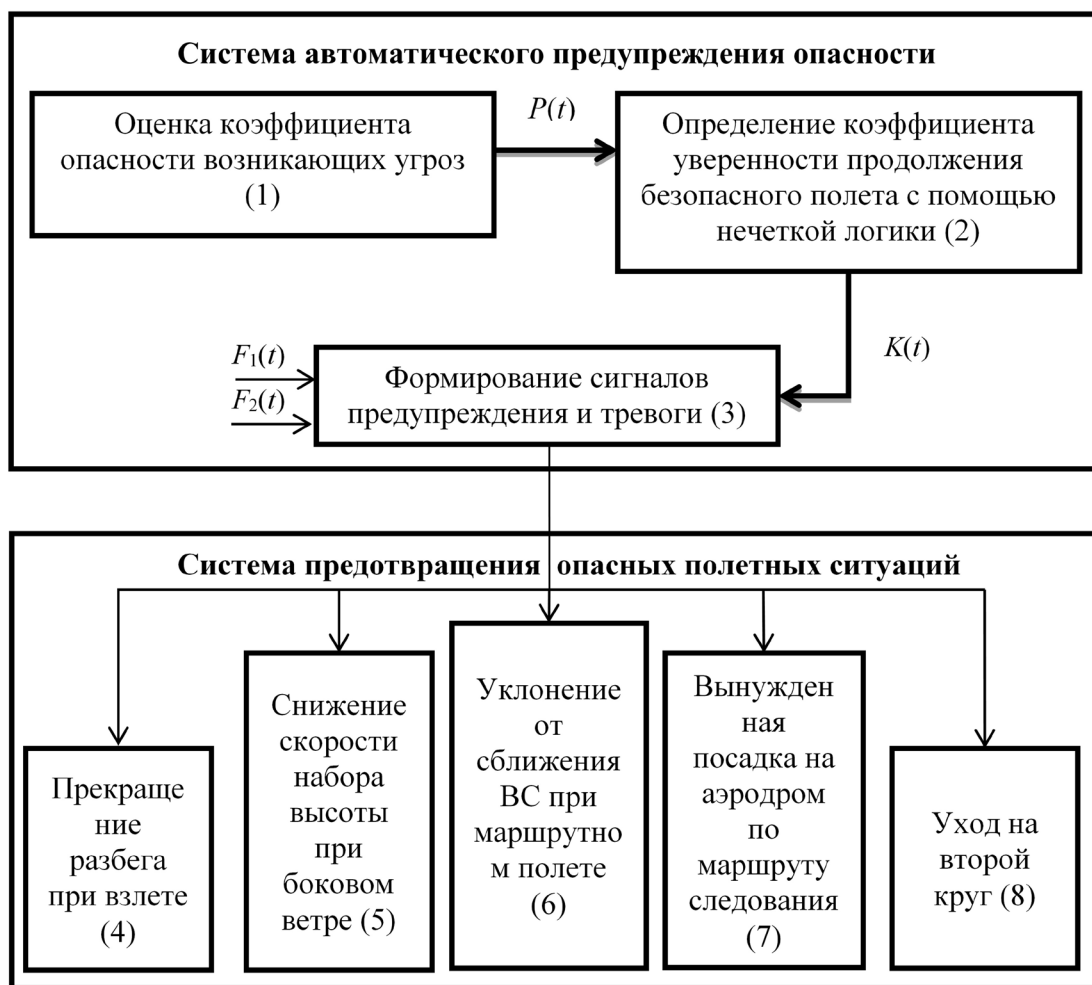 Система автоматического предупреждения опасности
Оценка коэффициента
опасности возникающих угроз
(1)
P(t)
Определение коэффициента
уверенности продолжения
безопасного полета с помощью
нечеткой логики (2)
K(t)
F₁(t)
F₂(t)
Формирование сигналов
предупреждения и тревоги (3)
Система предотвращения опасных полетных ситуаций
Прекраще
ние
разбега
при взлете
(4)
Снижение
скорости
набора
высоты
при
боковом
ветре (5)
Уклонение
от
сближения
ВС при
маршрутно
м полете
(6)
Вынужден
ная
посадка на
аэродром
по
маршруту
следования
(7)
Уход на
второй
круг (8)